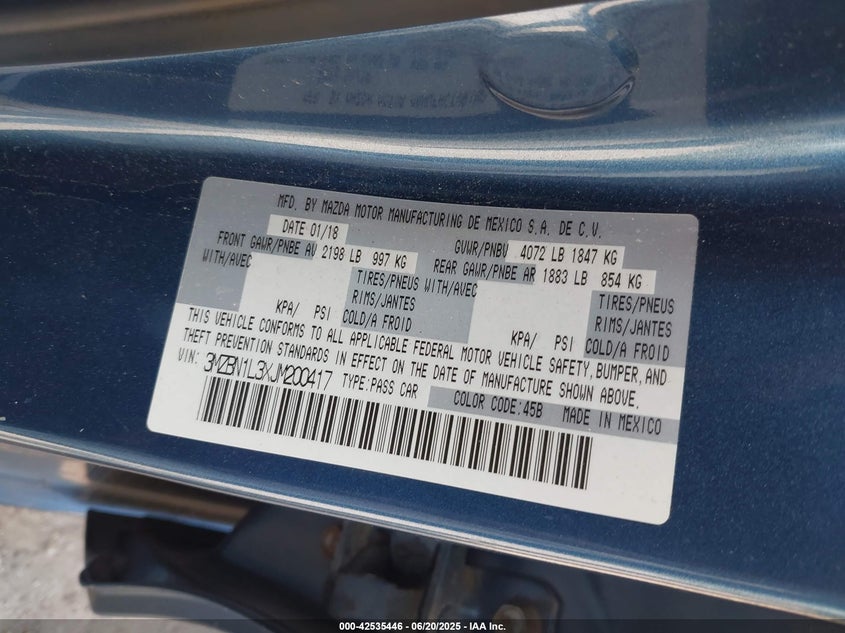 MFD. BY MAZDA MOTOR MANUFACTURING DE MEXICO S.A. DE C.V.
DATE 01/18 GVWR/PNBV 4072 LB 1847 KG
FRONT GAWR/PNBE AV 2198 LB 997 KG REAR GAWR/PNBE AR 1883 LB 854 KG
WITH/AVEC TIRES/PNEUS WITH/AVEC TIRES/PNEUS
RIMS/JANTES RIMS/JANTES
KPA/ PSI COLD/A FROID KPA/ PSI COLD/A FROID
THIS VEHICLE CONFORMS TO ALL APPLICABLE FEDERAL MOTOR VEHICLE SAFETY, BUMPER, AND
THEFT PREVENTION STANDARDS IN EFFECT ON THE DATE OF MANUFACTURE SHOWN ABOVE.
VIN: 3MZBN1L3XJM200417 TYPE:PASS CAR
COLOR CODE:45B MADE IN MEXICO
000-42535446 - 06/20/2025 - IAA Inc.